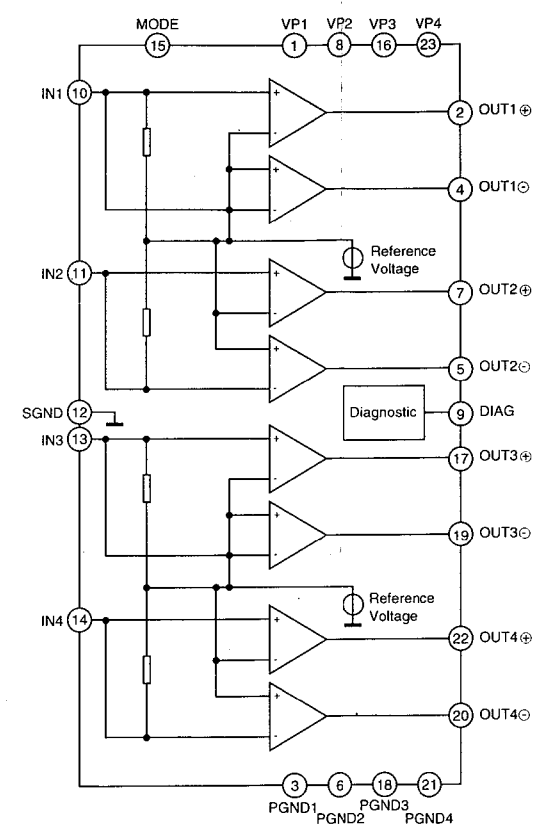 MODE VP1 VP2 VP3 VP4
15 1 8 16 23
IN1 10 + 2 OUT1⊕
-
+ 4 OUT1⊖
-
Reference
Voltage
IN2 11 + 7 OUT2⊕
-
+ 5 OUT2⊖
-
SGND 12 Diagnostic 9 DIAG
IN3 13 + 17 OUT3⊕
-
+ 19 OUT3⊖
-
Reference
Voltage
IN4 14 + 22 OUT4⊕
-
+ 20 OUT4⊖
-
3 6 18 21
PGND1 PGND2 PGND3 PGND4